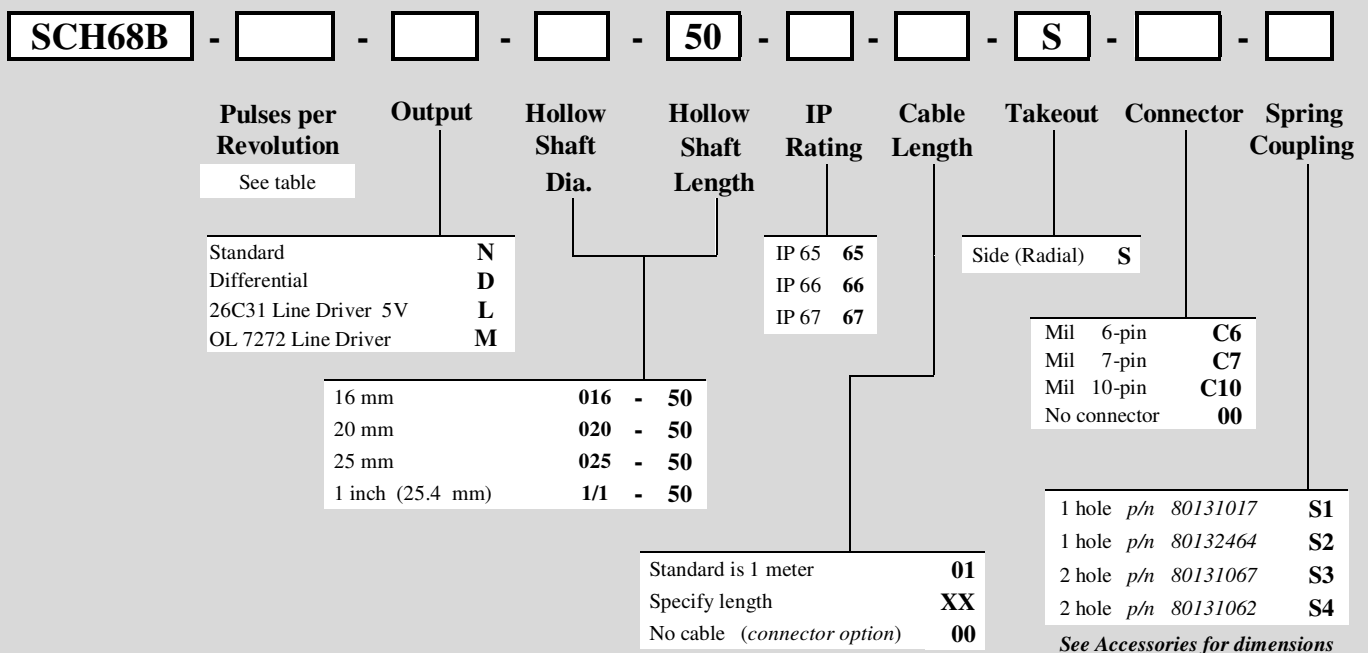 SCH68B - - - - 50 - - - S - -
Pulses per Revolution
See table
Output
Hollow Shaft Dia.
Hollow Shaft Length
IP Rating
Cable Length
Takeout
Connector
Spring Coupling
Standard N
Differential D
26C31 Line Driver 5V L
OL 7272 Line Driver M
16 mm 016 - 50
20 mm 020 - 50
25 mm 025 - 50
1 inch (25.4 mm) 1/1 - 50
IP 65 65
IP 66 66
IP 67 67
Standard is 1 meter 01
Specify length XX
No cable (connector option) 00
Side (Radial) S
Mil 6-pin C6
Mil 7-pin C7
Mil 10-pin C10
No connector 00
1 hole p/n 80131017 S1
1 hole p/n 80132464 S2
2 hole p/n 80131067 S3
2 hole p/n 80131062 S4
See Accessories for dimensions